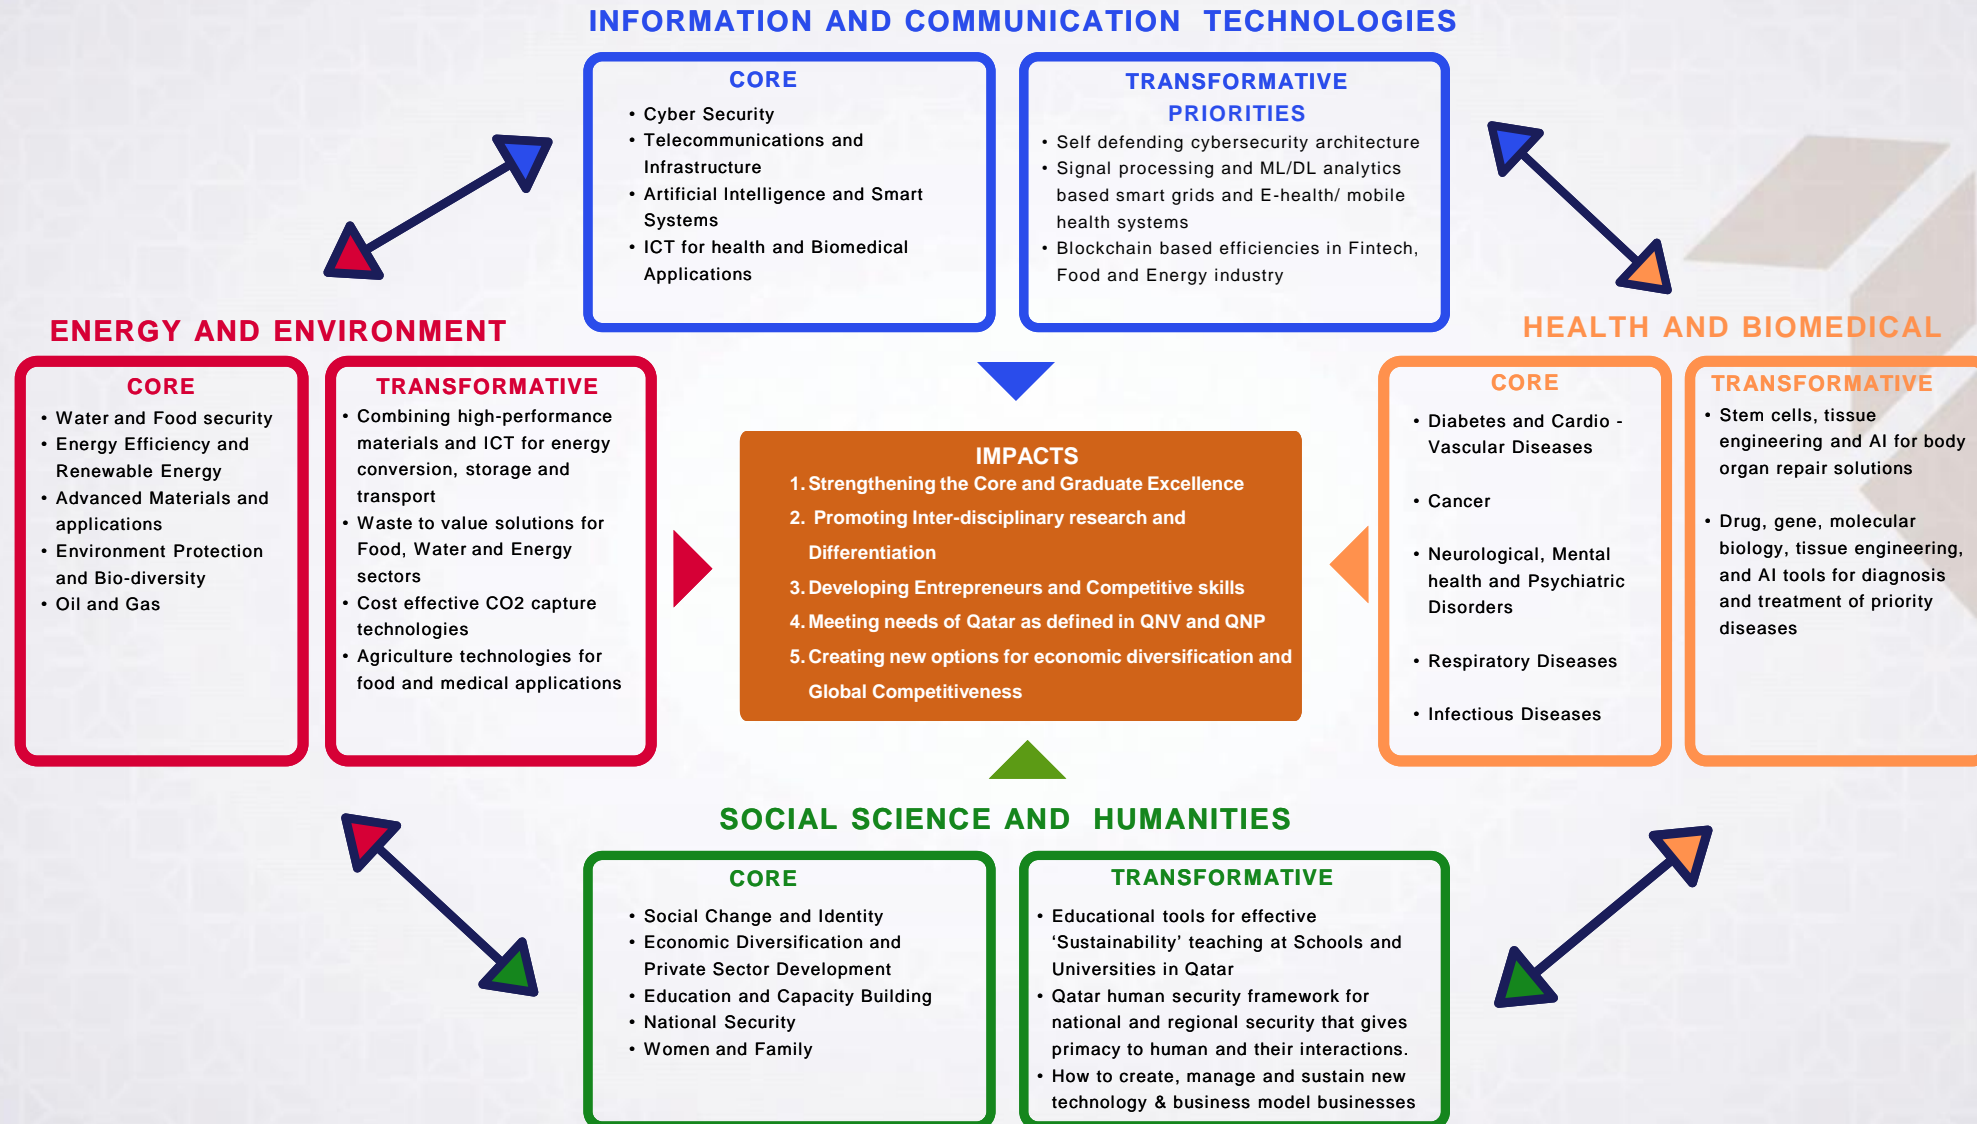 INFORMATION AND COMMUNICATION TECHNOLOGIES
CORE
• Cyber Security
• Telecommunications and
Infrastructure
• Artificial Intelligence and Smart
Systems
• ICT for health and Biomedical
Applications
TRANSFORMATIVE
PRIORITIES
• Self defending cybersecurity architecture
• Signal processing and ML/DL analytics
based smart grids and E-health/ mobile
health systems
• Blockchain based efficiencies in Fintech,
Food and Energy industry
ENERGY AND ENVIRONMENT
CORE
• Water and Food security
• Energy Efficiency and
Renewable Energy
• Advanced Materials and
applications
• Environment Protection
and Bio-diversity
• Oil and Gas
TRANSFORMATIVE
• Combining high-performance
materials and ICT for energy
conversion, storage and
transport
• Waste to value solutions for
Food, Water and Energy
sectors
• Cost effective CO2 capture
technologies
• Agriculture technologies for
food and medical applications
IMPACTS
1. Strengthening the Core and Graduate Excellence
2. Promoting Inter-disciplinary research and
Differentiation
3. Developing Entrepreneurs and Competitive skills
4. Meeting needs of Qatar as defined in QNV and QNP
5. Creating new options for economic diversification and
Global Competitiveness
HEALTH AND BIOMEDICAL
CORE
• Diabetes and Cardio -
Vascular Diseases
• Cancer
• Neurological, Mental
health and Psychiatric
Disorders
• Respiratory Diseases
• Infectious Diseases
TRANSFORMATIVE
• Stem cells, tissue
engineering and AI for body
organ repair solutions
• Drug, gene, molecular
biology, tissue engineering,
and AI tools for diagnosis
and treatment of priority
diseases
SOCIAL SCIENCE AND HUMANITIES
CORE
• Social Change and Identity
• Economic Diversification and
Private Sector Development
• Education and Capacity Building
• National Security
• Women and Family
TRANSFORMATIVE
• Educational tools for effective
‘Sustainability’ teaching at Schools and
Universities in Qatar
• Qatar human security framework for
national and regional security that gives
primacy to human and their interactions.
• How to create, manage and sustain new
technology & business model businesses